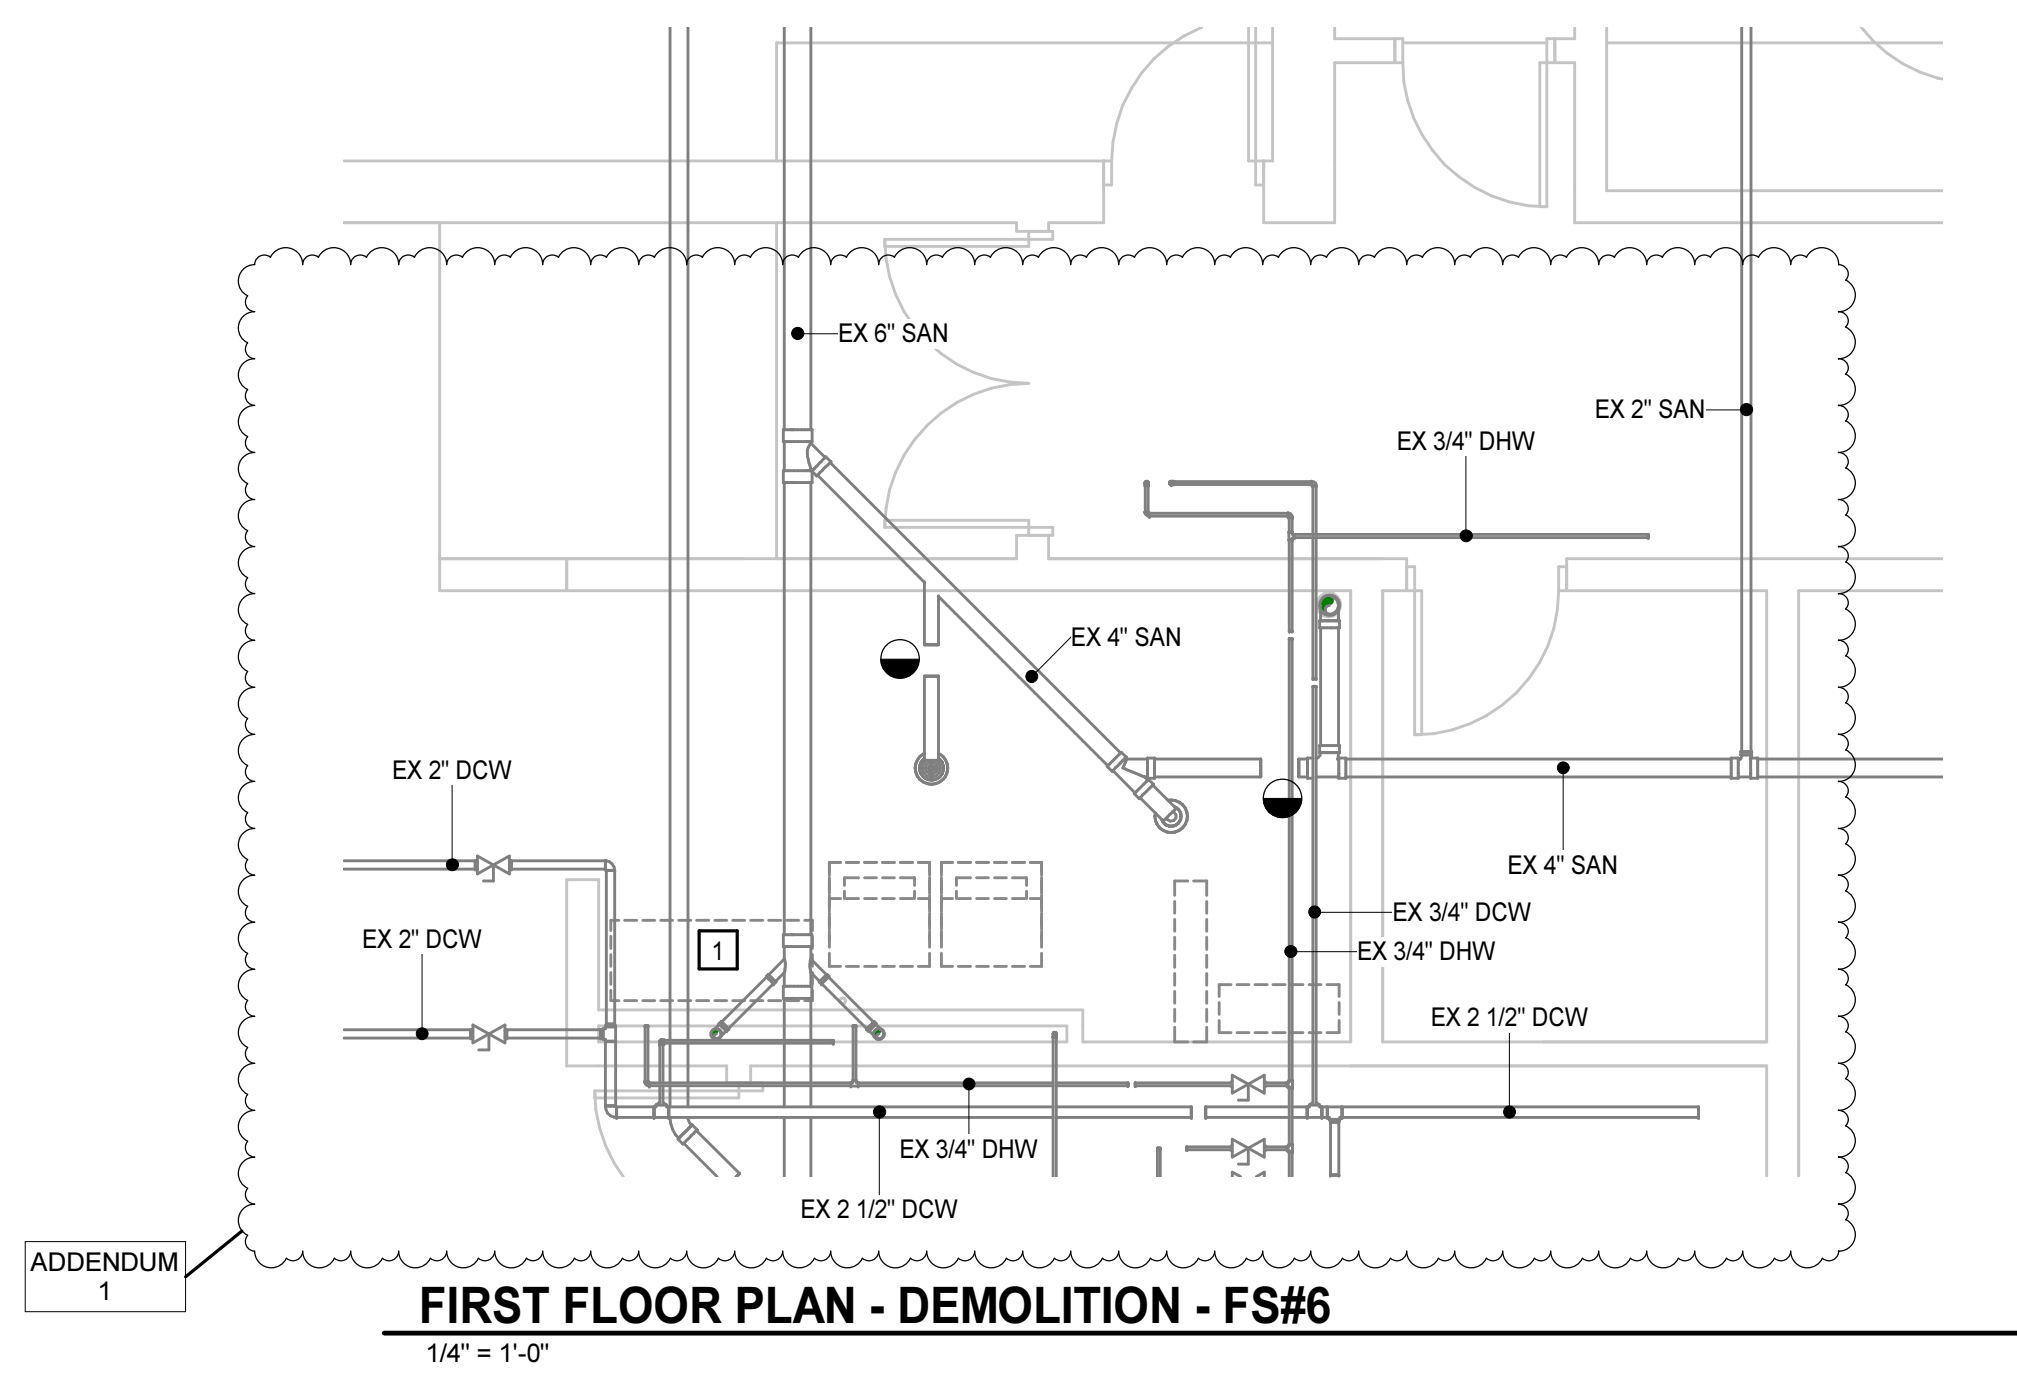 EX 6" SAN
EX 2" SAN
EX 3/4" DHW
EX 4" SAN
EX 2" DCW
EX 4" SAN
EX 3/4" DCW
EX 2" DCW
1
EX 3/4" DHW
EX 2 1/2" DCW
EX 3/4" DHW
EX 2 1/2" DCW
ADDENDUM
1
FIRST FLOOR PLAN - DEMOLITION - FS#6
1/4" = 1'-0"